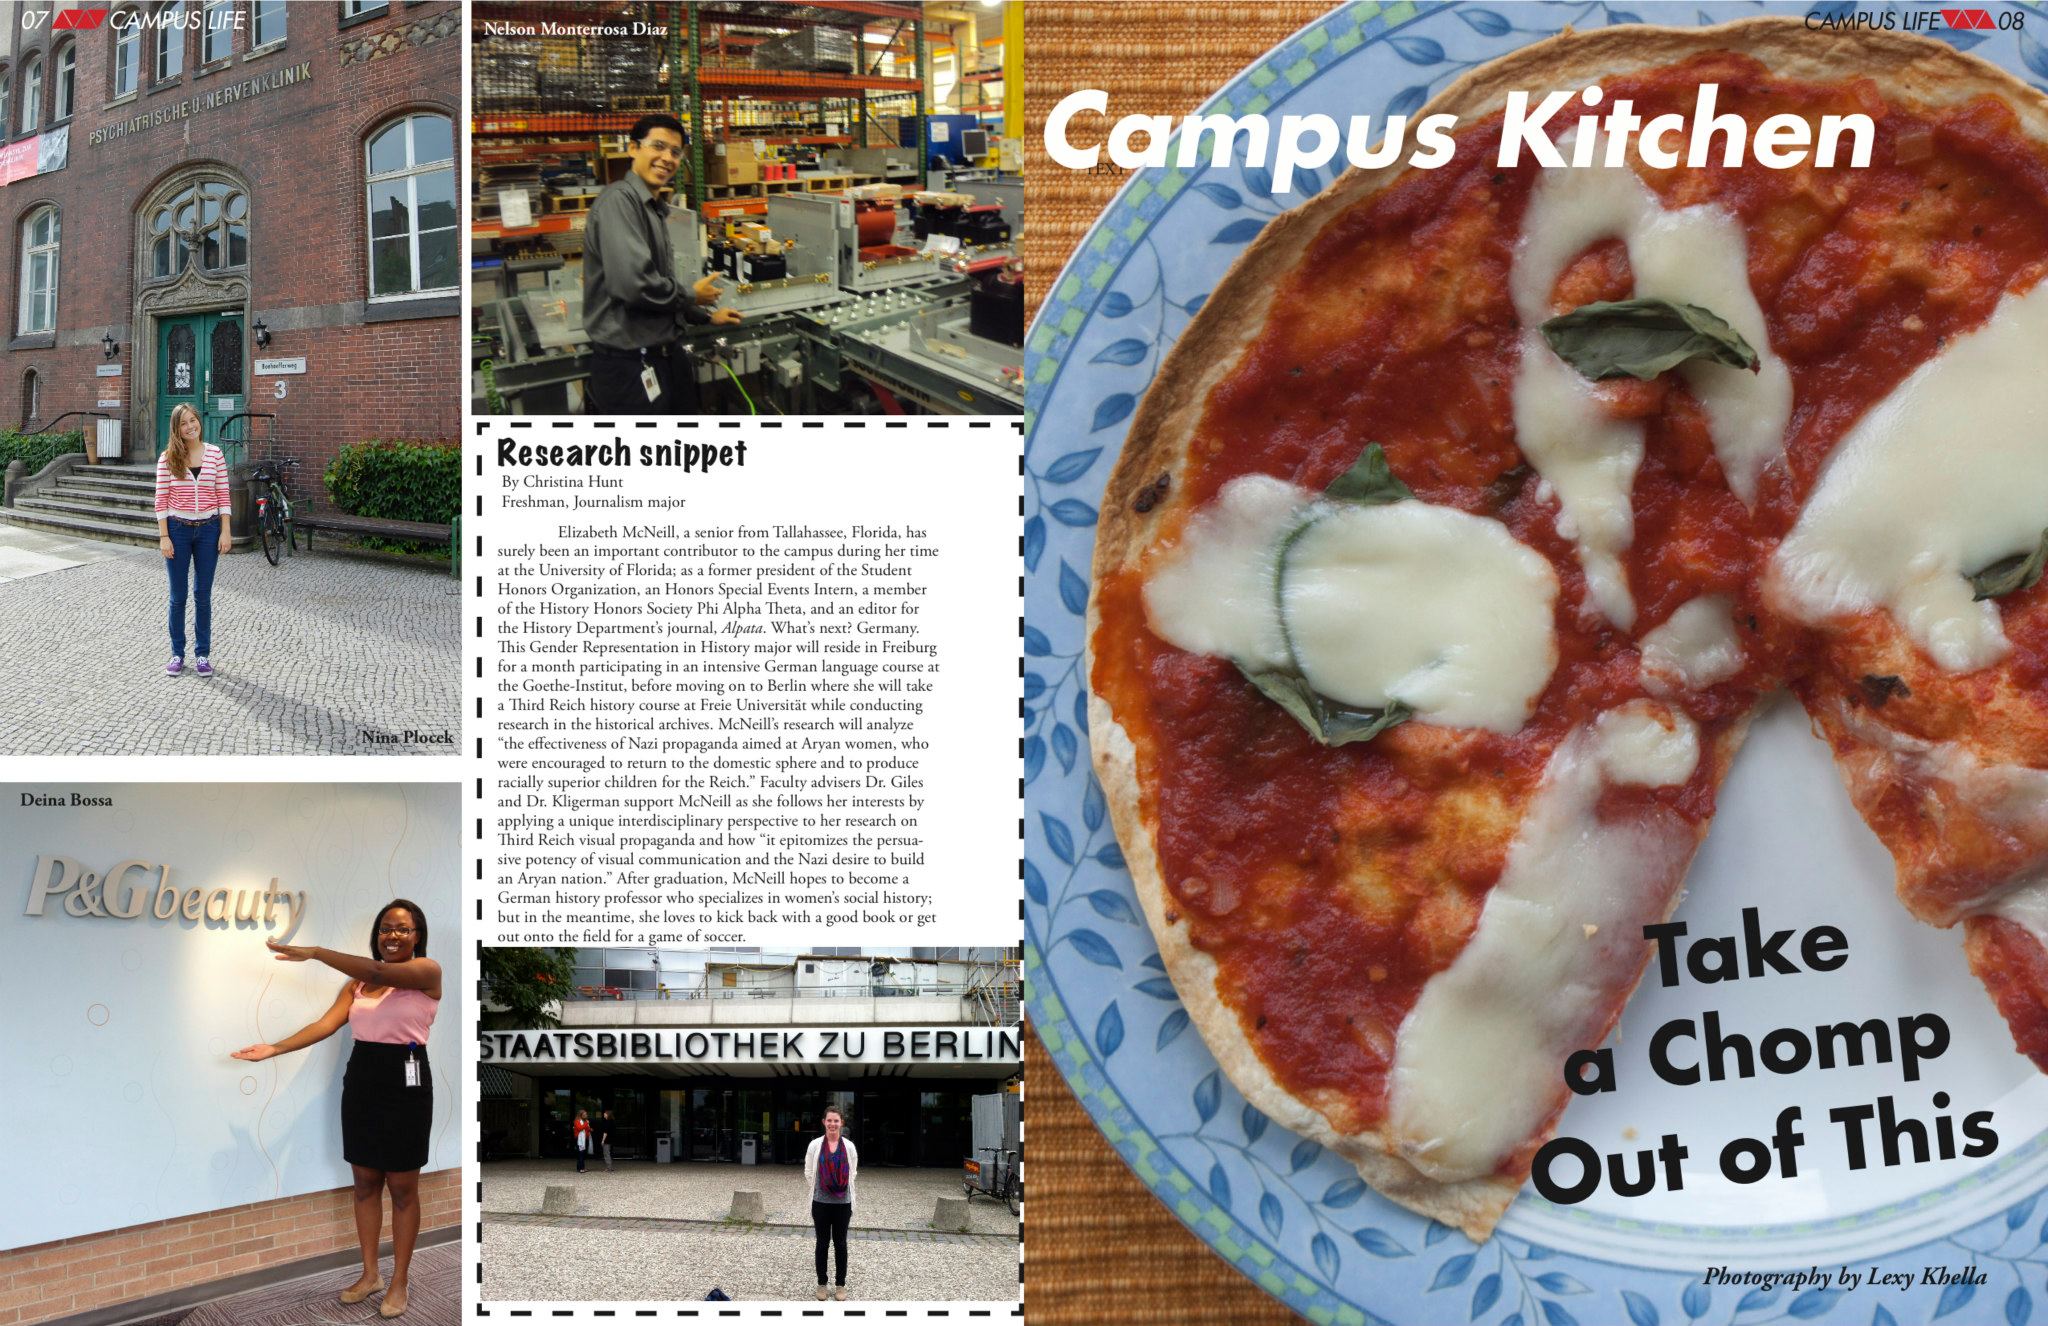 07 CAMPUS LIFE
PSYCHIATRISCHE·U·NERVENKLINIK
Bonhoefferweg
3
Nina Plocek
Deina Bossa
P&Gbeauty
Nelson Monterrosa Diaz
Research snippet
By Christina Hunt
Freshman, Journalism major
Elizabeth McNeill, a senior from Tallahassee, Florida, has
surely been an important contributor to the campus during her time
at the University of Florida; as a former president of the Student
Honors Organization, an Honors Special Events Intern, a member
of the History Honors Society Phi Alpha Theta, and an editor for
the History Department's journal, Alpata. What's next? Germany.
This Gender Representation in History major will reside in Freiburg
for a month participating in an intensive German language course at
the Goethe-Institut, before moving on to Berlin where she will take
a Third Reich history course at Freie Universität while conducting
research in the historical archives. McNeill's research will analyze
“the effectiveness of Nazi propaganda aimed at Aryan women, who
were encouraged to return to the domestic sphere and to produce
racially superior children for the Reich.” Faculty advisers Dr. Giles
and Dr. Kligerman support McNeill as she follows her interests by
applying a unique interdisciplinary perspective to her research on
Third Reich visual propaganda and how “it epitomizes the persua-
sive potency of visual communication and the Nazi desire to build
an Aryan nation.” After graduation, McNeill hopes to become a
German history professor who specializes in women's social history;
but in the meantime, she loves to kick back with a good book or get
out onto the field for a game of soccer.
STAATSBIBLIOTHEK ZU BERLIN
CAMPUS LIFE 08
Campus Kitchen
TEXT
Take
a Chomp
Out of This
Photography by Lexy Khella